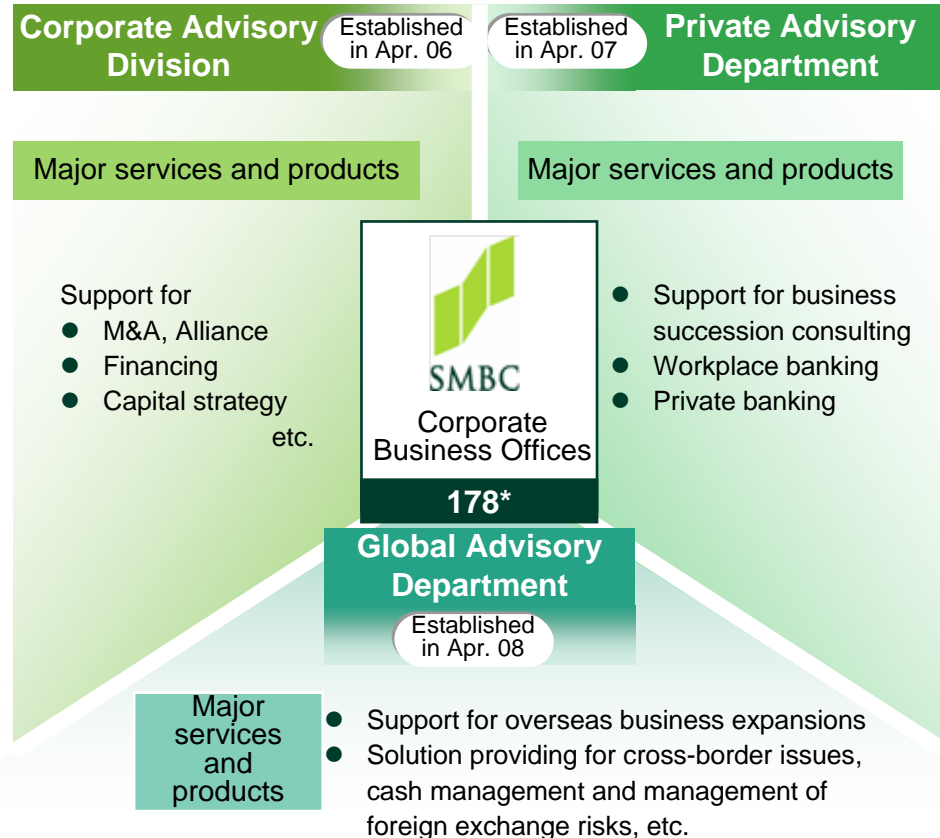 Corporate Advisory
Division
Established
in Apr. 06
Established
in Apr. 07
Private Advisory
Department
Major services and products
Major services and products
Support for
● M&A, Alliance
● Financing
● Capital strategy
etc.
SMBC
Corporate
Business Offices
178*
● Support for business
succession consulting
● Workplace banking
● Private banking
Global Advisory
Department
Established
in Apr. 08
Major
services
and
products
● Support for overseas business expansions
● Solution providing for cross-border issues,
cash management and management of
foreign exchange risks, etc.